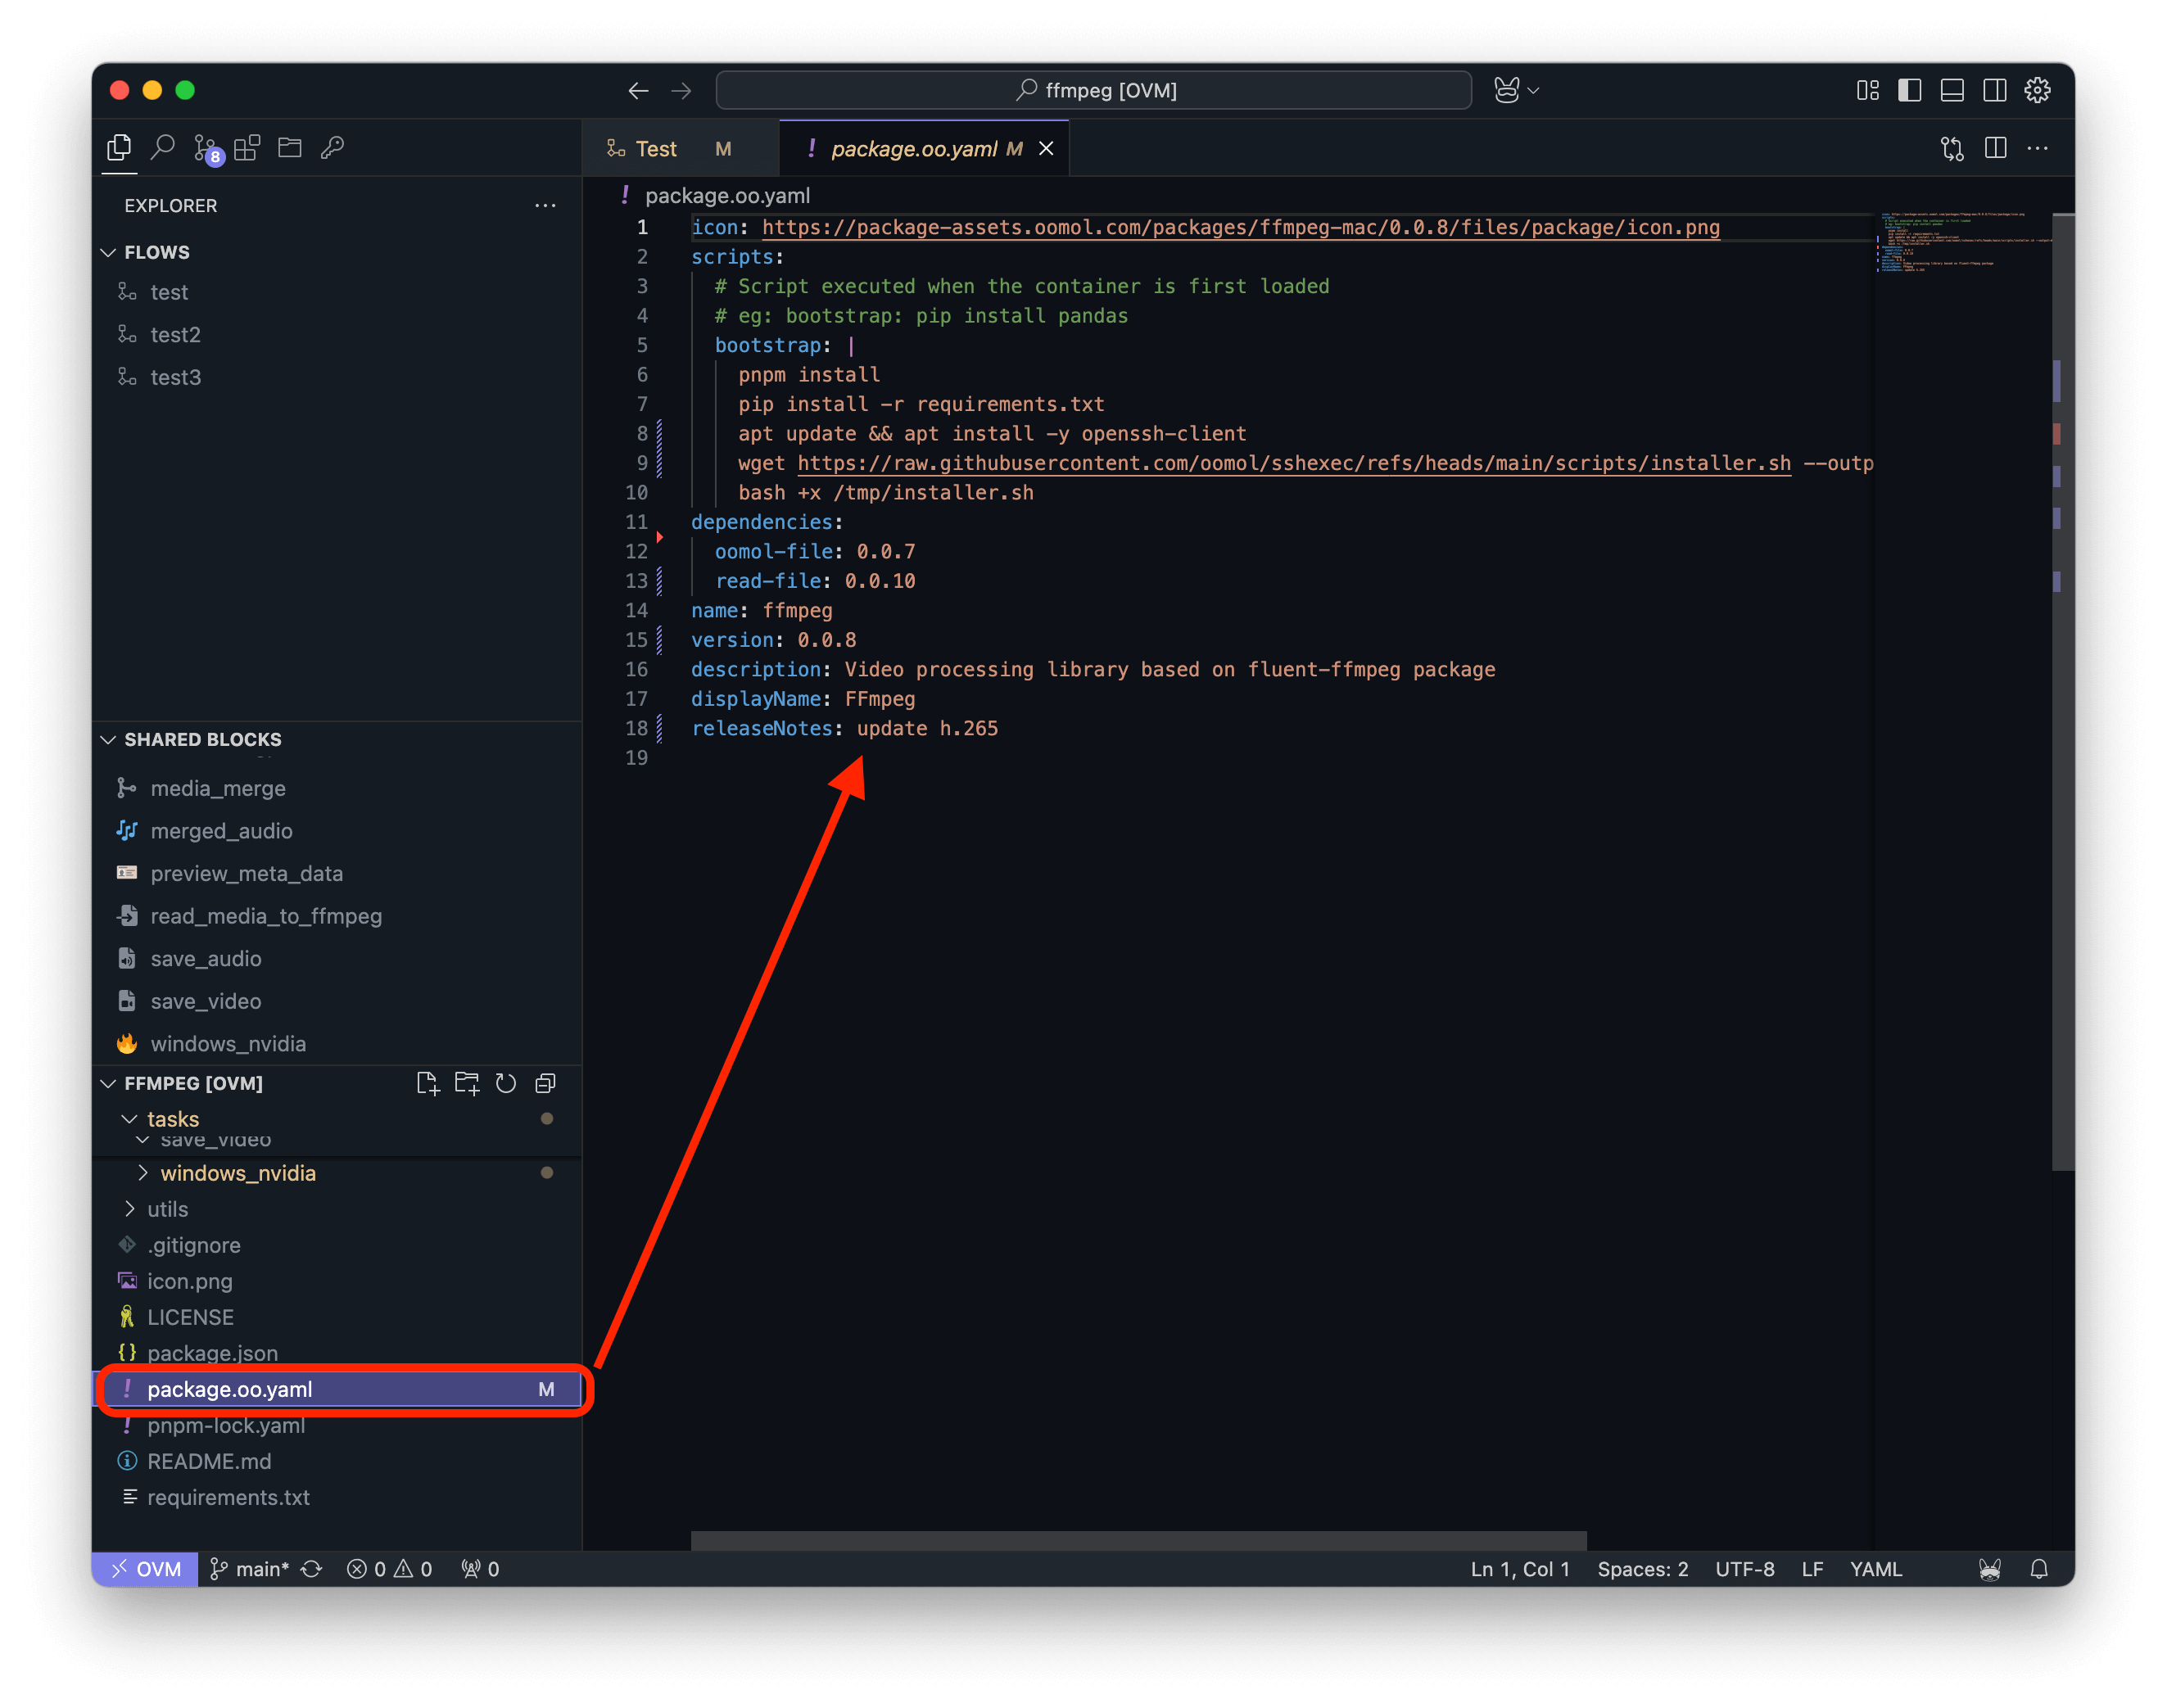 ffmpeg [OVM]
8
Test M
! package.oo.yaml M
EXPLORER
FLOWS
test
test2
test3
SHARED BLOCKS
media_merge
merged_audio
preview_meta_data
read_media_to_ffmpeg
save_audio
save_video
windows_nvidia
FFMPEG [OVM]
tasks
save_video
windows_nvidia
utils
.gitignore
icon.png
LICENSE
{} package.json
! package.oo.yaml M
! pnpm-lock.yaml
README.md
requirements.txt
! package.oo.yaml
1 icon: https://package-assets.oomol.com/packages/ffmpeg-mac/0.0.8/files/package/icon.png
2 scripts:
3 # Script executed when the container is first loaded
4 # eg: bootstrap: pip install pandas
5 bootstrap: |
6 pnpm install
7 pip install -r requirements.txt
8 apt update && apt install -y openssh-client
9 wget https://raw.githubusercontent.com/oomol/sshexec/refs/heads/main/scripts/installer.sh --outp
10 bash +x /tmp/installer.sh
11 dependencies:
12 oomol-file: 0.0.7
13 read-file: 0.0.10
14 name: ffmpeg
15 version: 0.0.8
16 description: Video processing library based on fluent-ffmpeg package
17 displayName: FFmpeg
18 releaseNotes: update h.265
19
OVM main* 0 0 0 Ln 1, Col 1 Spaces: 2 UTF-8 LF YAML